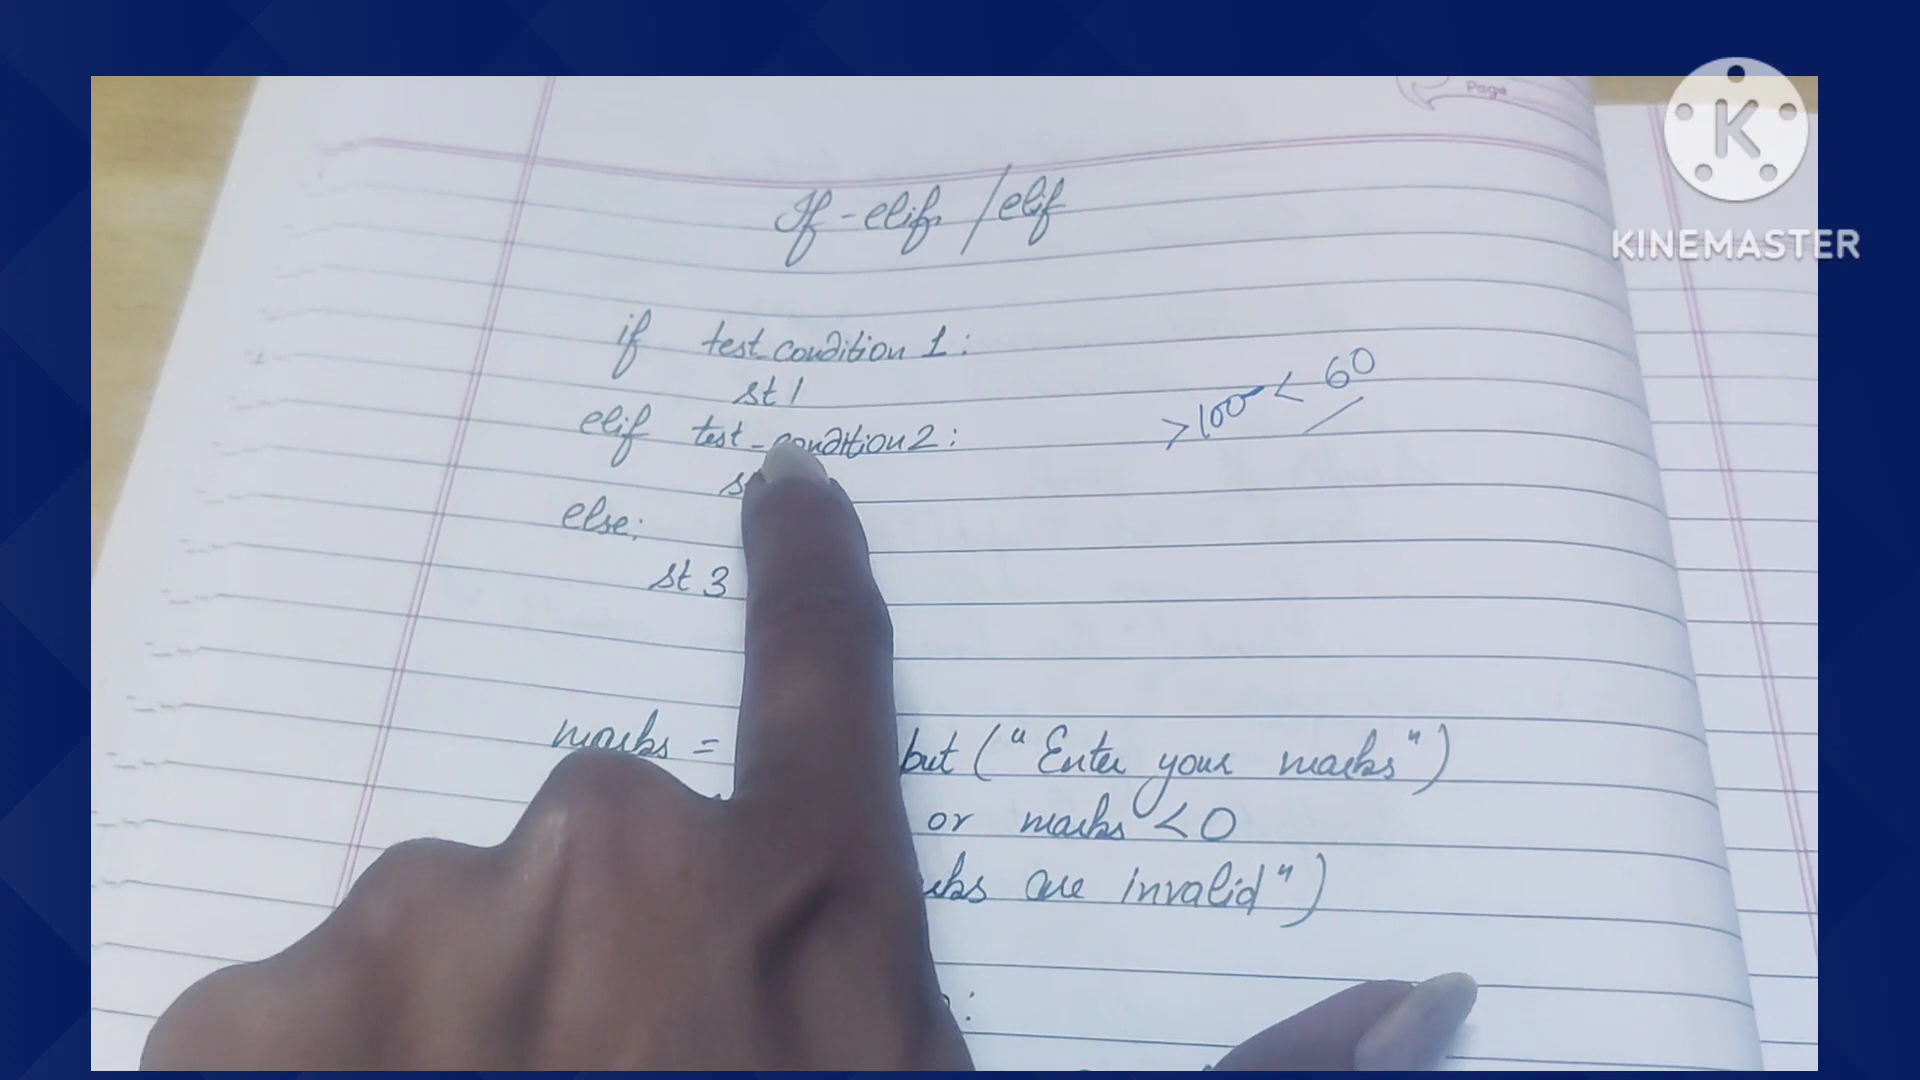 Page
If-elif /elif
if test_condition 1:
st 1
> 100 < 60
elif test_condition2:
else:
st 3
marks = ("Enter your marks")
or marks < 0
are invalid")
:
K
KINEMASTER